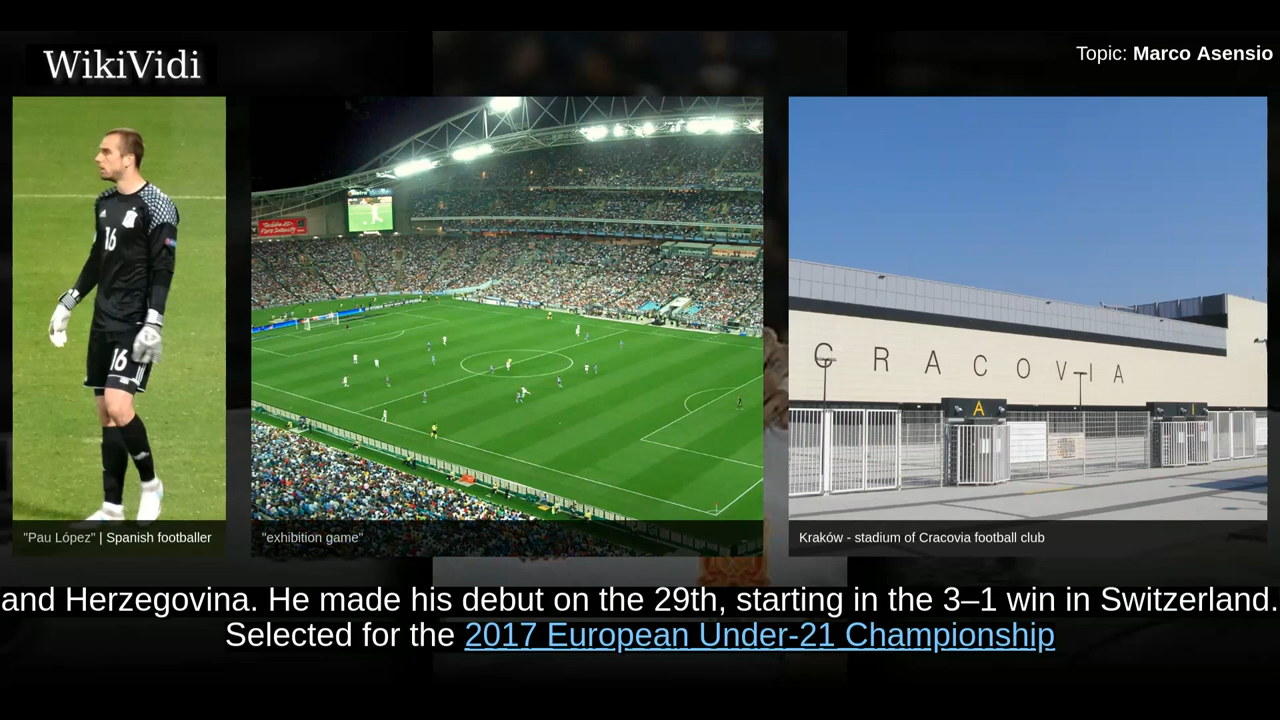 WikiVidi
Topic: Marco Asensio
16
16
CRACOVIA
A
"Pau López" | Spanish footballer
"exhibition game"
Kraków - stadium of Cracovia football club
and Herzegovina. He made his debut on the 29th, starting in the 3–1 win in Switzerland.
Selected for the 2017 European Under-21 Championship